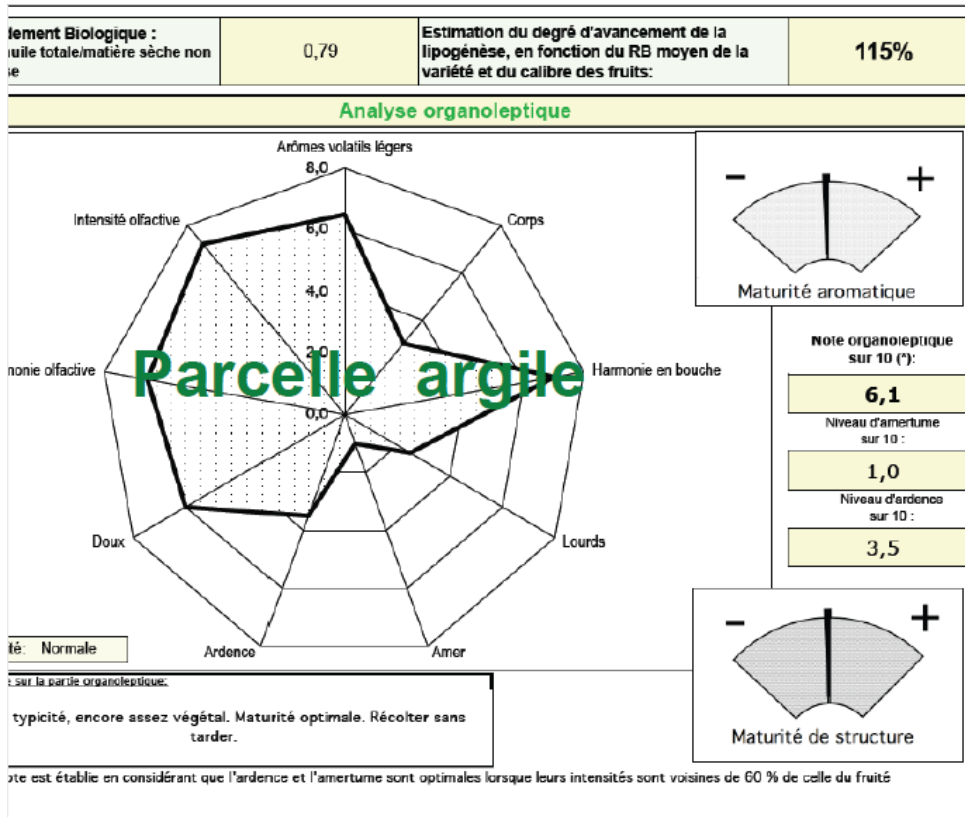 dement Biologique :
huile totale/matière sèche non
se
0,79
Estimation du degré d'avancement de la
lipogénèse, en fonction du RB moyen de la
variété et du calibre des fruits:
115%
Analyse organoleptique
Arômes volatils légers
8,0
Intensité olfactive
Corps
6,0
4,0
2,0
0,0
monie olfactive
Parcelle argile
Harmonie en bouche
Doux
Lourds
Ardence
Amer
- +
Maturité aromatique
Note organoleptique
sur 10 (*):
6,1
Niveau d'amertume
sur 10 :
1,0
Niveau d'ardence
sur 10 :
3,5
- +
Maturité de structure
té: Normale
e sur la partie organoleptique:
typicité, encore assez végétal. Maturité optimale. Récolter sans
tarder.
ote est établie en considérant que l'ardence et l'amertume sont optimales lorsque leurs intensités sont voisines de 60 % de celle du fruité